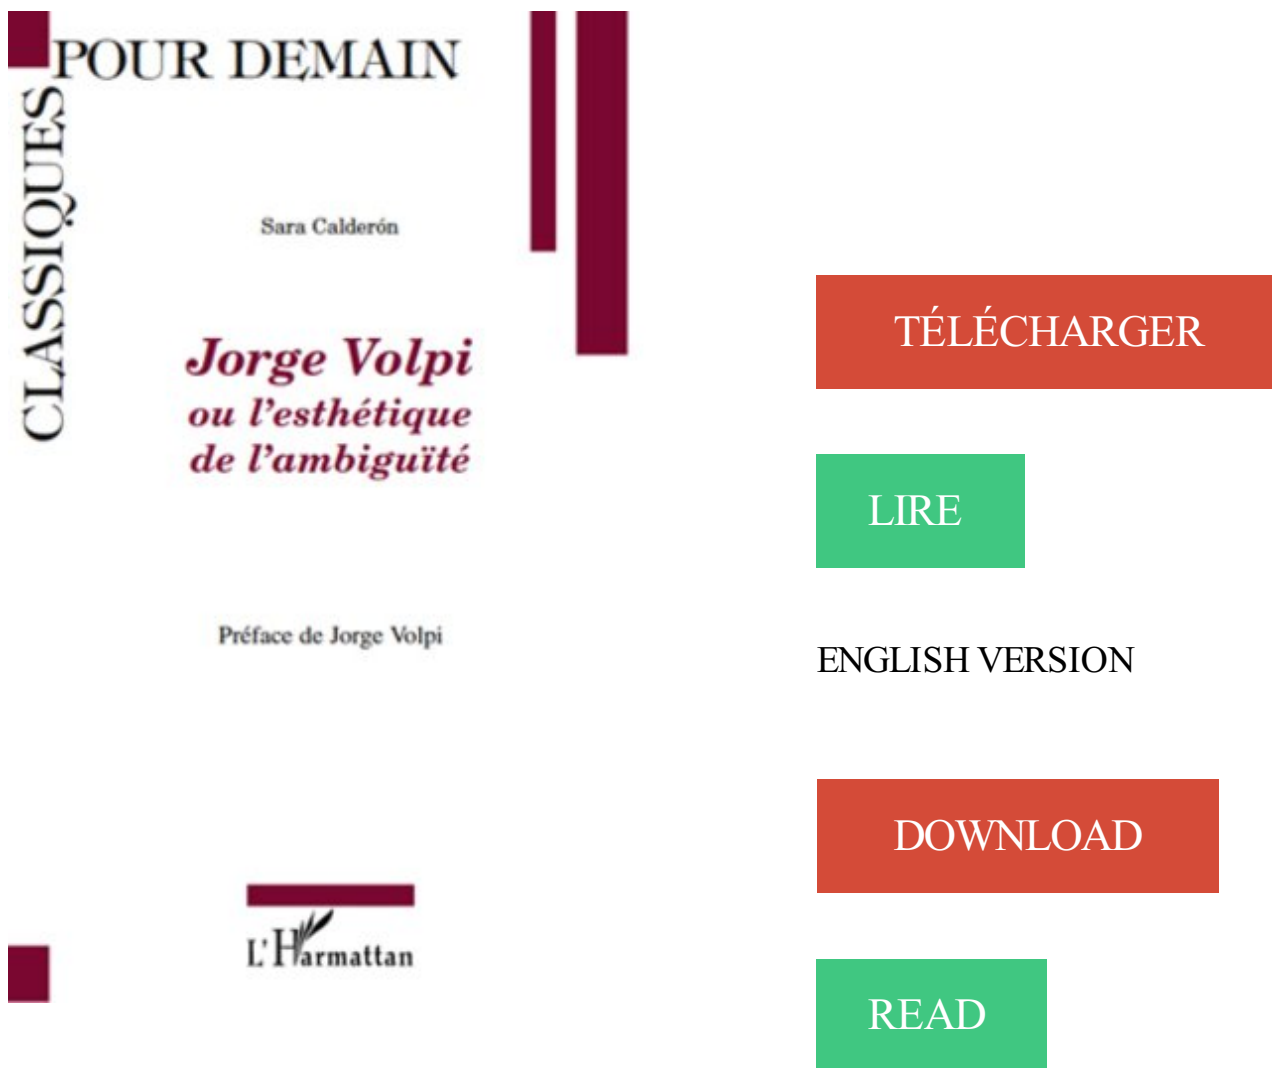 CLASSIQUES
POUR DEMAIN
Sara Calderón
Jorge Volpi
ou l'esthétique
de l'ambiguïté
Préface de Jorge Volpi
L'Harmattan
TÉLÉCHARGER
LIRE
ENGLISH VERSION
DOWNLOAD
READ